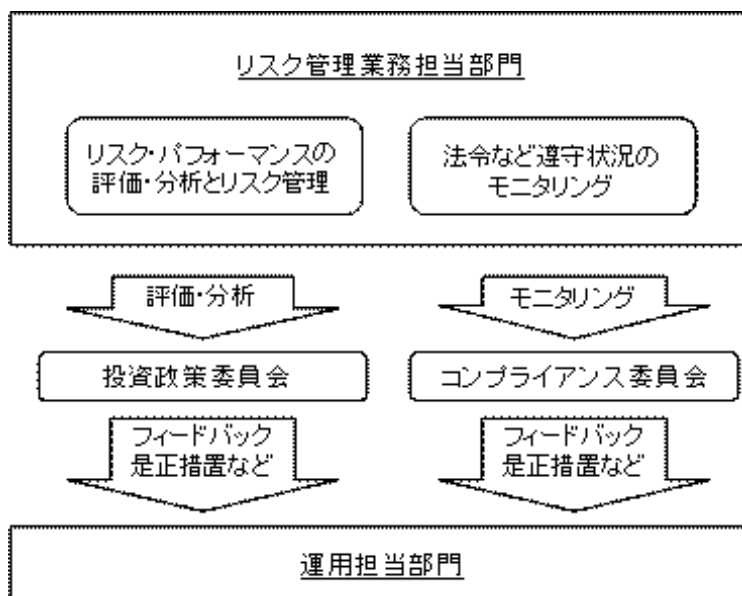 リスク管理業務担当部門
リスク・パフォーマンスの
評価・分析とリスク管理
法令など遵守状況の
モニタリング
評価・分析
モニタリング
投資政策委員会
コンプライアンス委員会
フィードバック
是正措置など
フィードバック
是正措置など
運用担当部門